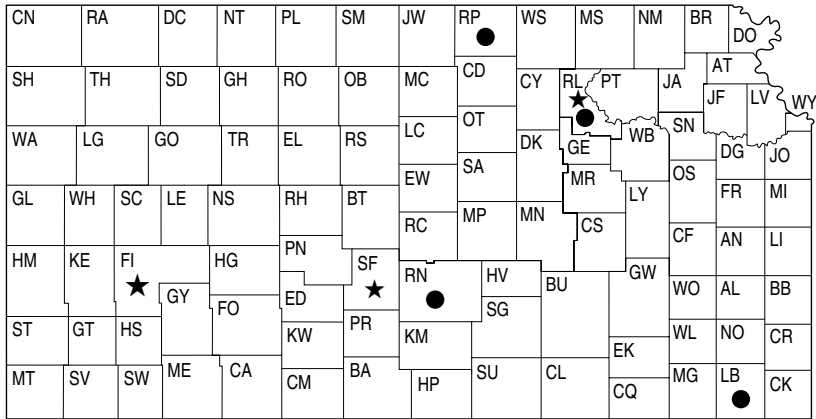 CN RA DC NT PL SM JW RP WS MS NM BR DO
SH TH SD GH RO OB MC CD CY RL PT JA AT
JF LV WY
WA LG GO TR EL RS LC OT DK GE WB SN DG JO
GL WH SC LE NS RH BT EW SA MR LY OS FR MI
RC MP MN CS CF AN LI
HM KE FI HG PN SF RN HV BU GW
GY FO ED SG WO AL BB
ST GT HS KW PR KM EK WL NO CR
MT SV SW ME CA CM BA HP SU CL CQ MG LB CK